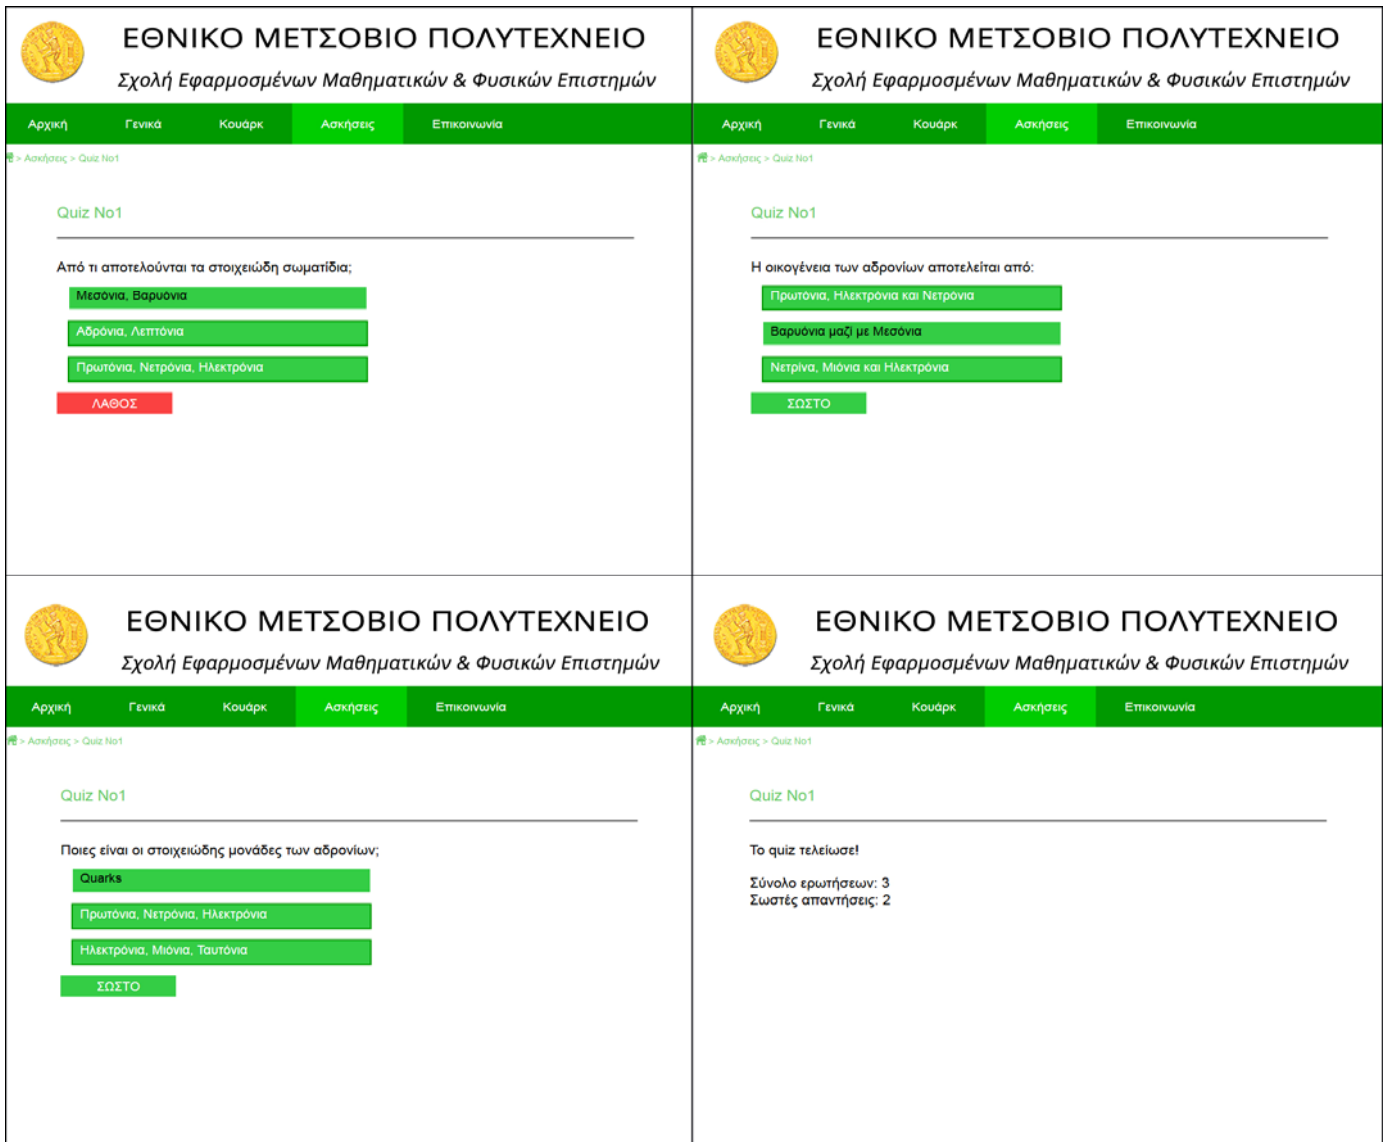 ΕΘΝΙΚΟ ΜΕΤΣΟΒΙΟ ΠΟΛΥΤΕΧΝΕΙΟ
Σχολή Εφαρμοσμένων Μαθηματικών & Φυσικών Επιστημών
Αρχική Γενικά Κουάρκ Ασκήσεις Επικοινωνία
> Ασκήσεις > Quiz No1
Quiz No1
Από τι αποτελούνται τα στοιχειώδη σωματίδια;
Μεσόνια, Βαρυόνια
Αδρόνια, Λεπτόνια
Πρωτόνια, Νετρόνια, Ηλεκτρόνια
ΛΑΘΟΣ
ΕΘΝΙΚΟ ΜΕΤΣΟΒΙΟ ΠΟΛΥΤΕΧΝΕΙΟ
Σχολή Εφαρμοσμένων Μαθηματικών & Φυσικών Επιστημών
Αρχική Γενικά Κουάρκ Ασκήσεις Επικοινωνία
> Ασκήσεις > Quiz No1
Quiz No1
Η οικογένεια των αδρονίων αποτελείται από:
Πρωτόνια, Ηλεκτρόνια και Νετρόνια
Βαρυόνια μαζί με Μεσόνια
Νετρίνα, Μιόνια και Ηλεκτρόνια
ΣΩΣΤΟ
ΕΘΝΙΚΟ ΜΕΤΣΟΒΙΟ ΠΟΛΥΤΕΧΝΕΙΟ
Σχολή Εφαρμοσμένων Μαθηματικών & Φυσικών Επιστημών
Αρχική Γενικά Κουάρκ Ασκήσεις Επικοινωνία
> Ασκήσεις > Quiz No1
Quiz No1
Ποιες είναι οι στοιχειώδης μονάδες των αδρονίων;
Quarks
Πρωτόνια, Νετρόνια, Ηλεκτρόνια
Ηλεκτρόνια, Μιόνια, Ταυτόνια
ΣΩΣΤΟ
ΕΘΝΙΚΟ ΜΕΤΣΟΒΙΟ ΠΟΛΥΤΕΧΝΕΙΟ
Σχολή Εφαρμοσμένων Μαθηματικών & Φυσικών Επιστημών
Αρχική Γενικά Κουάρκ Ασκήσεις Επικοινωνία
> Ασκήσεις > Quiz No1
Quiz No1
Το quiz τελείωσε!
Σύνολο ερωτήσεων: 3
Σωστές απαντήσεις: 2